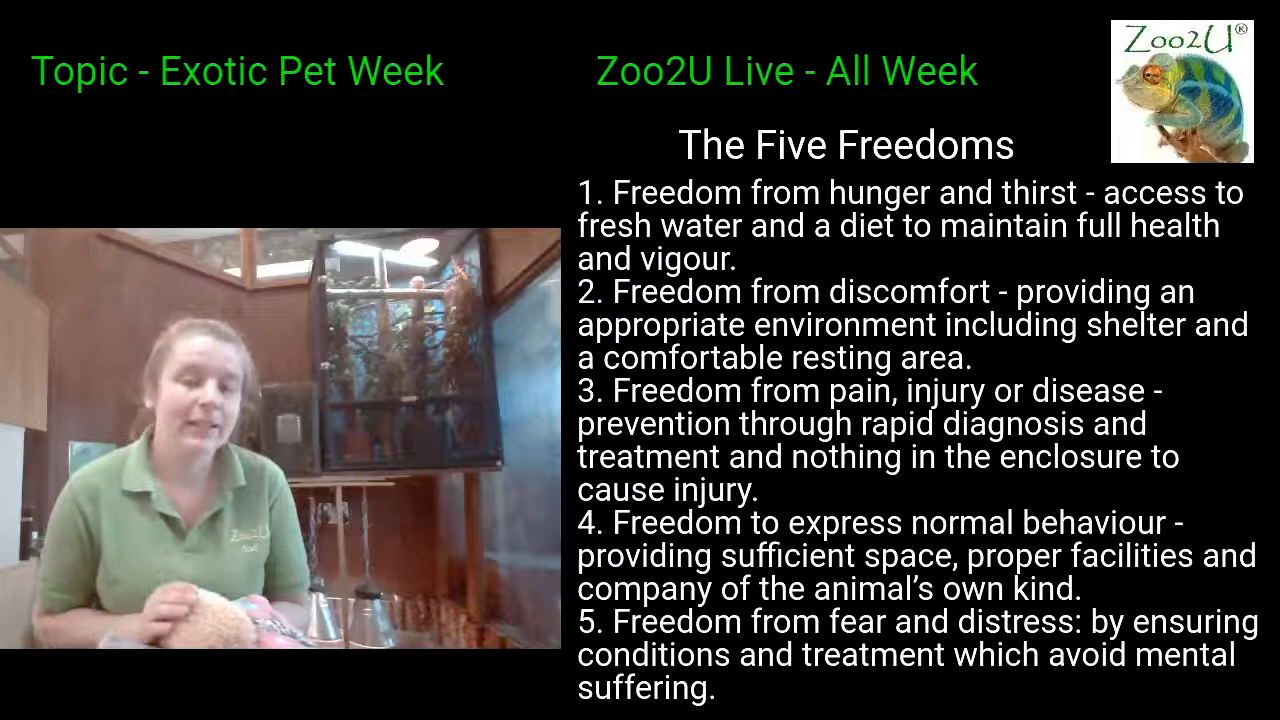 Topic - Exotic Pet Week
Zoo2U Live - All Week
Zoo2U®
The Five Freedoms
1. Freedom from hunger and thirst - access to
fresh water and a diet to maintain full health
and vigour.
2. Freedom from discomfort - providing an
appropriate environment including shelter and
a comfortable resting area.
3. Freedom from pain, injury or disease -
prevention through rapid diagnosis and
treatment and nothing in the enclosure to
cause injury.
4. Freedom to express normal behaviour -
providing sufficient space, proper facilities and
company of the animal’s own kind.
5. Freedom from fear and distress: by ensuring
conditions and treatment which avoid mental
suffering.
Zoo2U